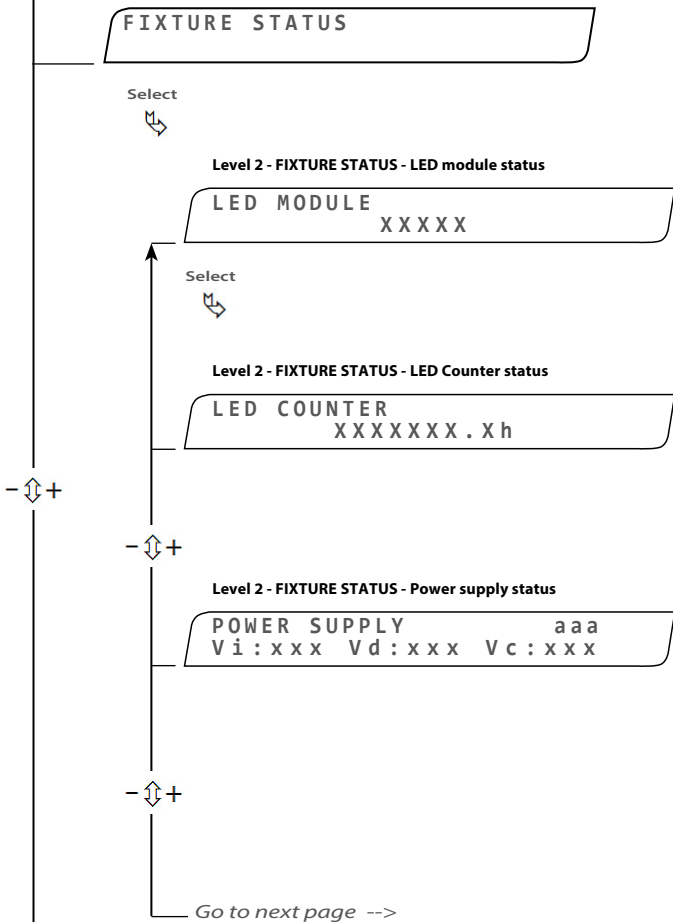 FIXTURE STATUS
Select
Level 2 - FIXTURE STATUS - LED module status
LED MODULE
XXXXX
Select
Level 2 - FIXTURE STATUS - LED Counter status
LED COUNTER
XXXXXXX.Xh
- +
- +
Level 2 - FIXTURE STATUS - Power supply status
POWER SUPPLY aaa
Vi:xxx Vd:xxx Vc:xxx
- +
Go to next page -->